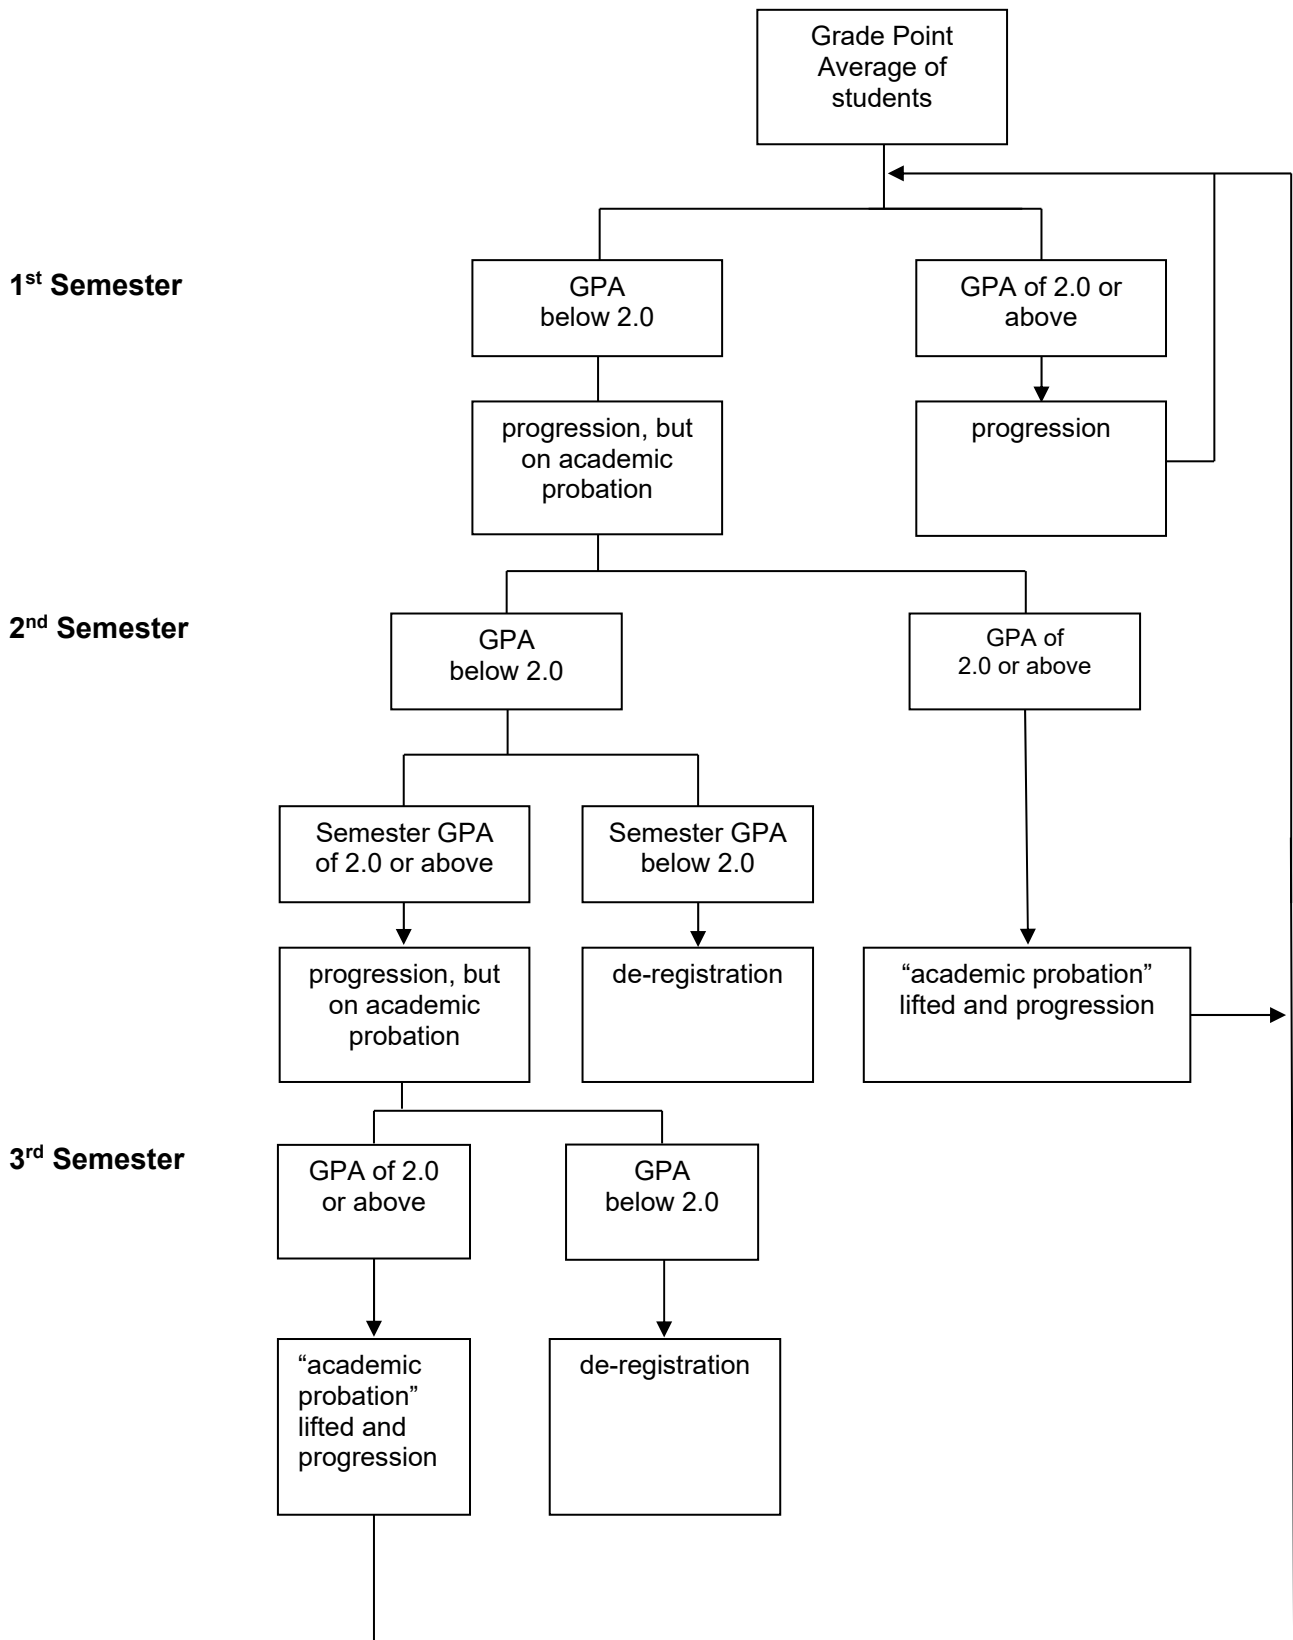 Grade Point
Average of
students
1st Semester
GPA
below 2.0
GPA of 2.0 or
above
progression, but
on academic
probation
progression
2nd Semester
GPA
below 2.0
GPA of
2.0 or above
Semester GPA
of 2.0 or above
Semester GPA
below 2.0
progression, but
on academic
probation
de-registration
“academic probation”
lifted and progression
3rd Semester
GPA of 2.0
or above
GPA
below 2.0
“academic
probation”
lifted and
progression
de-registration